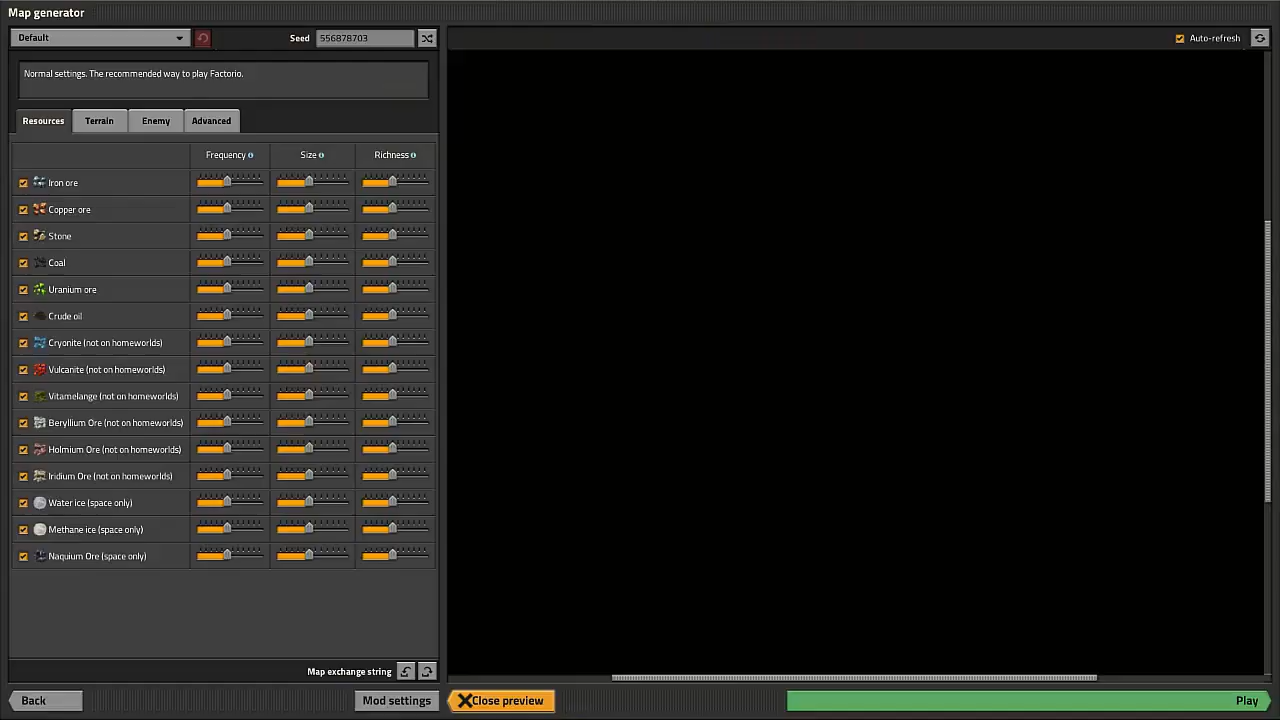 Map generator
Default
Seed
556878703
Auto-refresh
Normal settings. The recommended way to play Factorio.
Resources
Terrain
Enemy
Advanced
Frequency
Size
Richness
Iron ore
Copper ore
Stone
Coal
Uranium ore
Crude oil
Cryonite (not on homeworlds)
Vulcanite (not on homeworlds)
Vitamelange (not on homeworlds)
Beryllium Ore (not on homeworlds)
Holmium Ore (not on homeworlds)
Iridium Ore (not on homeworlds)
Water ice (space only)
Methane ice (space only)
Naquium Ore (space only)
Map exchange string
Back
Mod settings
Close preview
Play